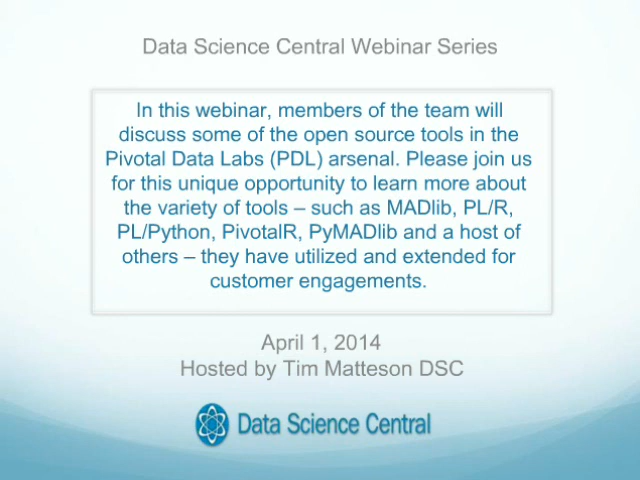 Data Science Central Webinar Series
In this webinar, members of the team will
discuss some of the open source tools in the
Pivotal Data Labs (PDL) arsenal. Please join us
for this unique opportunity to learn more about
the variety of tools – such as MADlib, PL/R,
PL/Python, PivotalR, PyMADlib and a host of
others – they have utilized and extended for
customer engagements.
April 1, 2014
Hosted by Tim Matteson DSC
Data Science Central